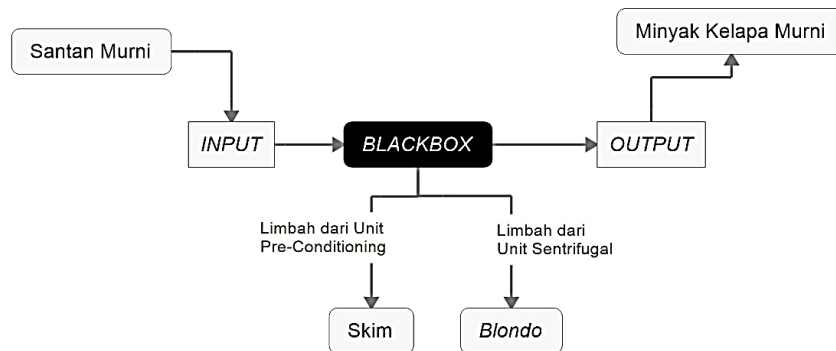 Santan Murni
Minyak Kelapa Murni
INPUT
BLACKBOX
OUTPUT
Limbah dari Unit
Pre-Conditioning
Limbah dari
Unit Sentrifugal
Skim
Blondo